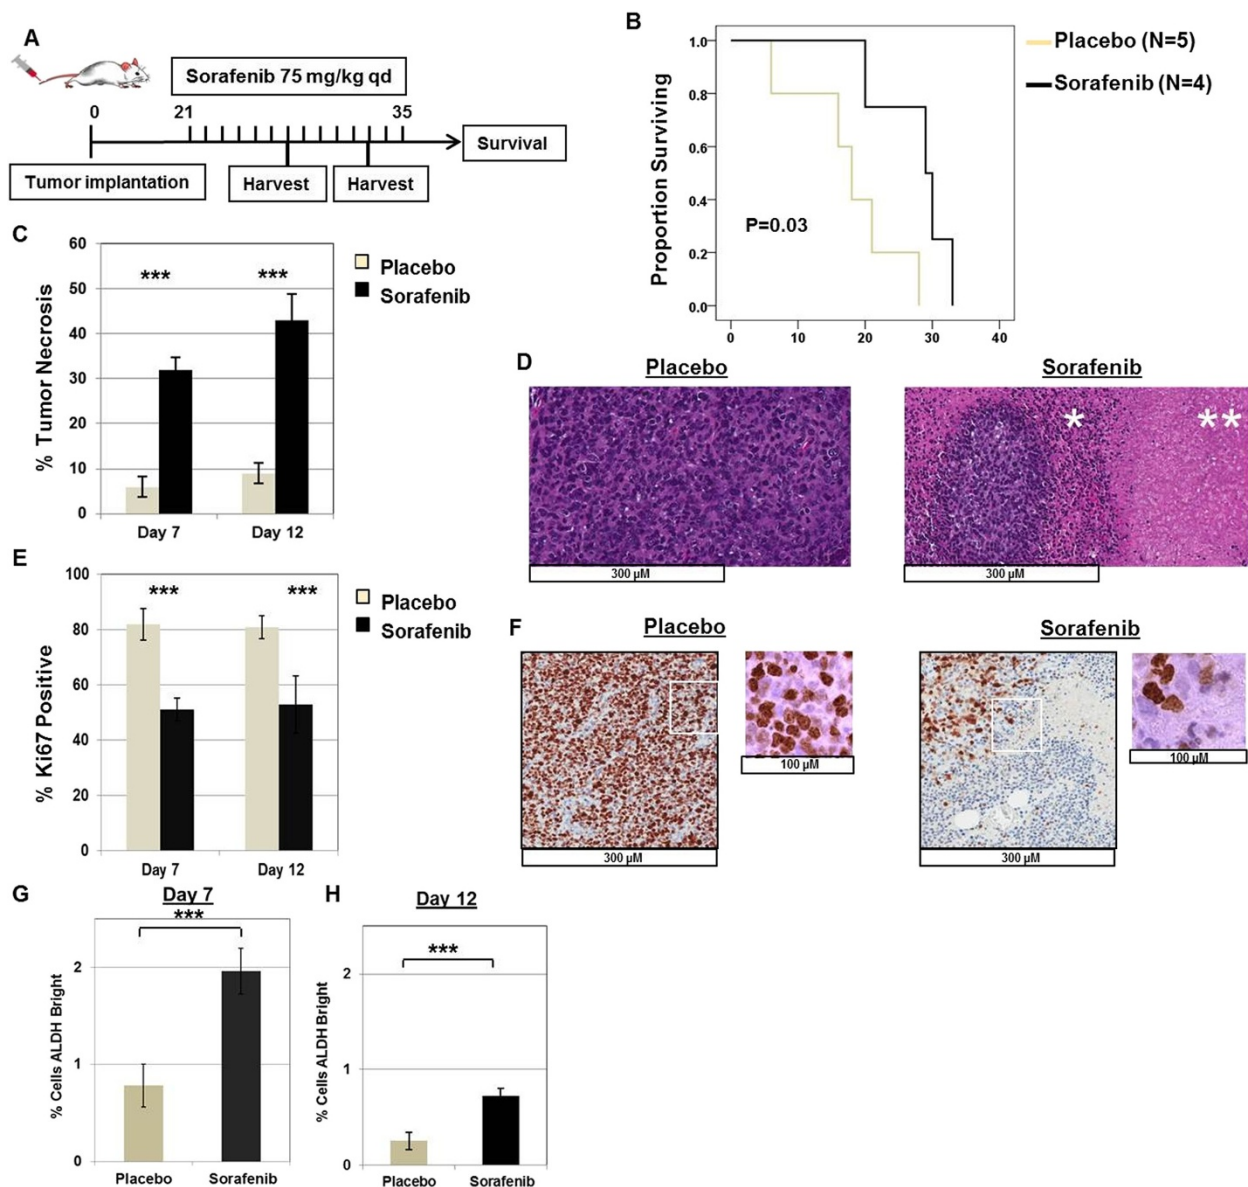 A
Sorafenib 75 mg/kg qd
0 21 35
Survival
Tumor implantation
Harvest Harvest
B
Placebo (N=5)
Sorafenib (N=4)
Proportion Surviving
1.0
0.8
0.6
0.4
0.2
0.0
P=0.03
0 10 20 30 40
C
% Tumor Necrosis
60
50
40
30
20
10
0
*** ***
Placebo
Sorafenib
Day 7 Day 12
D
Placebo Sorafenib
* **
300 µM 300 µM
E
% Ki67 Positive
100
80
60
40
20
0
*** ***
Placebo
Sorafenib
Day 7 Day 12
F
Placebo Sorafenib
100 µM 100 µM
300 µM 300 µM
G
Day 7
***
% Cells ALDH Bright
2
1
0
Placebo Sorafenib
H
Day 12
***
% Cells ALDH Bright
2
1
0
Placebo Sorafenib